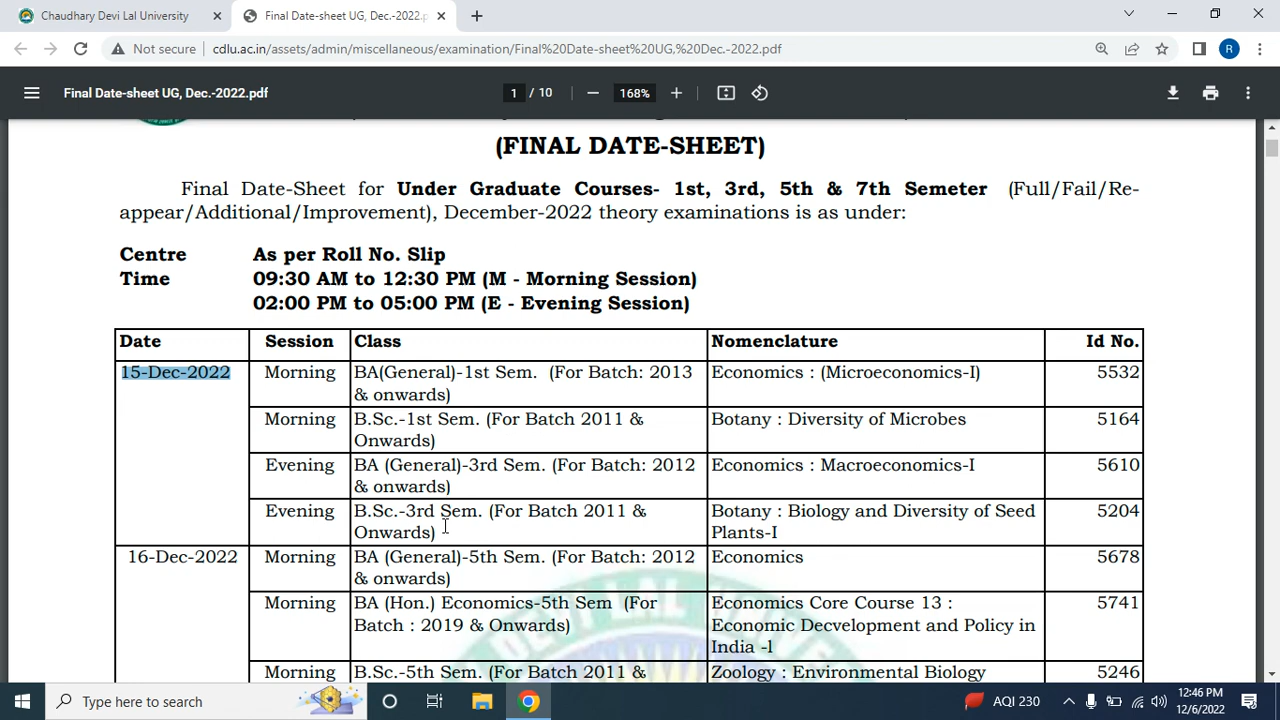 Chaudhary Devi Lal University
Final Date-sheet UG, Dec.-2022.p
Not secure
cdlu.ac.in/assets/admin/miscellaneous/examination/Final%20Date-sheet%20UG,%20Dec.-2022.pdf
R
Final Date-sheet UG, Dec.-2022.pdf
1 / 10
168%
(FINAL DATE-SHEET)
Final Date-Sheet for Under Graduate Courses- 1st, 3rd, 5th & 7th Semeter (Full/Fail/Re-
appear/Additional/Improvement), December-2022 theory examinations is as under:
Centre As per Roll No. Slip
Time 09:30 AM to 12:30 PM (M - Morning Session)
02:00 PM to 05:00 PM (E - Evening Session)
Date Session Class Nomenclature Id No.
15-Dec-2022 Morning BA(General)-1st Sem. (For Batch: 2013 Economics : (Microeconomics-I) 5532
& onwards)
Morning B.Sc.-1st Sem. (For Batch 2011 & Botany : Diversity of Microbes 5164
Onwards)
Evening BA (General)-3rd Sem. (For Batch: 2012 Economics : Macroeconomics-I 5610
& onwards)
Evening B.Sc.-3rd Sem. (For Batch 2011 & Botany : Biology and Diversity of Seed 5204
Onwards) Plants-I
16-Dec-2022 Morning BA (General)-5th Sem. (For Batch: 2012 Economics 5678
& onwards)
Morning BA (Hon.) Economics-5th Sem (For Economics Core Course 13 : 5741
Batch : 2019 & Onwards) Economic Decvelopment and Policy in
India -l
Morning B.Sc.-5th Sem. (For Batch 2011 & Zoology : Environmental Biology 5246
Type here to search
AQI 230
12:46 PM
12/6/2022